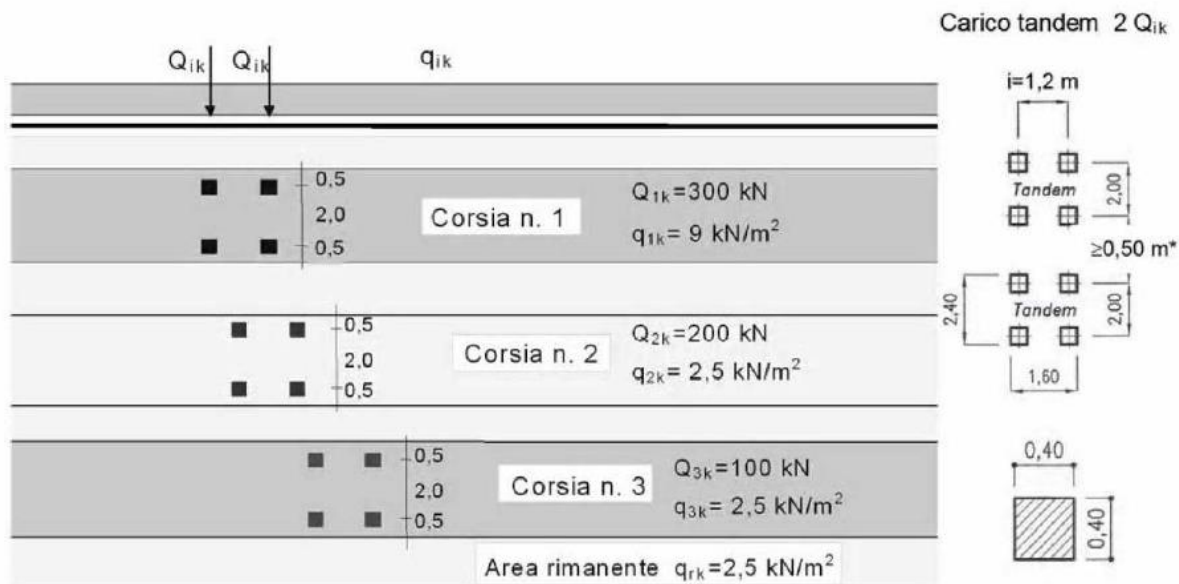 Carico tandem 2 Qik
Qik Qik qik
i=1,2 m
0,5
2,0
0,5
Corsia n. 1
Q1k=300 kN
q1k= 9 kN/m²
Tandem
2,00
≥0,50 m*
0,5
2,0
0,5
Corsia n. 2
Q2k=200 kN
q2k= 2,5 kN/m²
2,40
Tandem
2,00
1,60
0,5
2,0
0,5
Corsia n. 3
Q3k=100 kN
q3k= 2,5 kN/m²
0,40
0,40
Area rimanente qrk=2,5 kN/m²